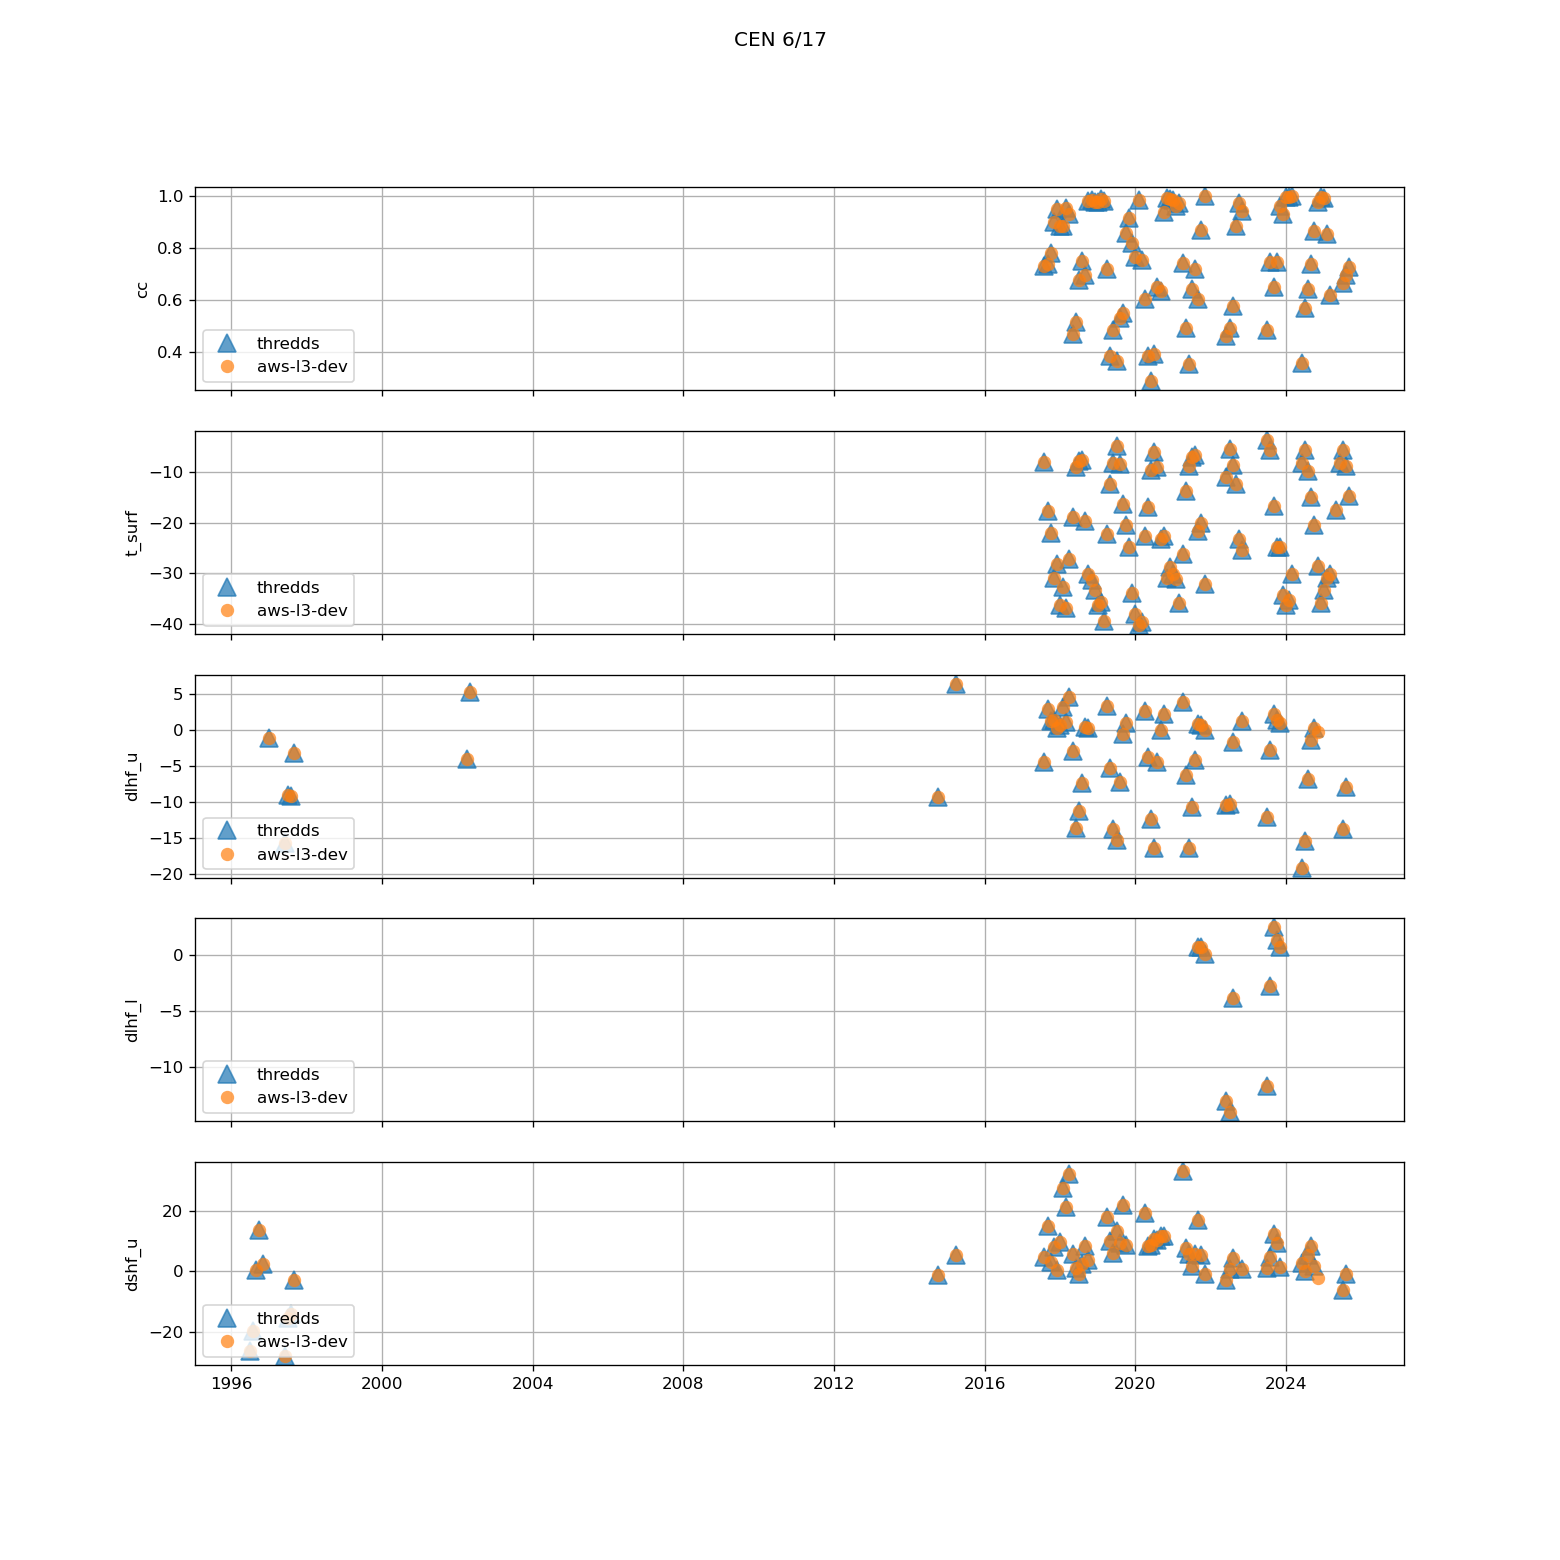 CEN 6/17
1.0
0.8
0.6
0.4
cc
thredds
aws-l3-dev
−10
−20
−30
−40
t_surf
thredds
aws-l3-dev
5
0
−5
−10
−15
−20
dlhf_u
thredds
aws-l3-dev
0
−5
−10
dlhf_l
thredds
aws-l3-dev
20
0
−20
dshf_u
thredds
aws-l3-dev
1996 2000 2004 2008 2012 2016 2020 2024